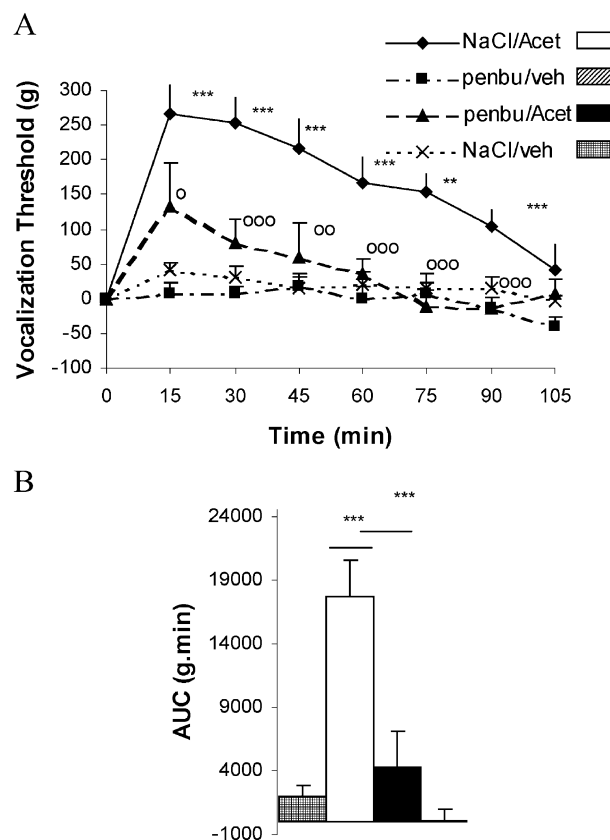 A
NaCl/Acet
penbu/veh
penbu/Acet
NaCl/veh
Vocalization Threshold (g)
300
250
200
150
100
50
0
-50
-100
***
***
***
***
**
***
o
ooo
oo
ooo
ooo
ooo
0 15 30 45 60 75 90 105
Time (min)
B
AUC (g.min)
24000
19000
14000
9000
4000
-1000
***
***